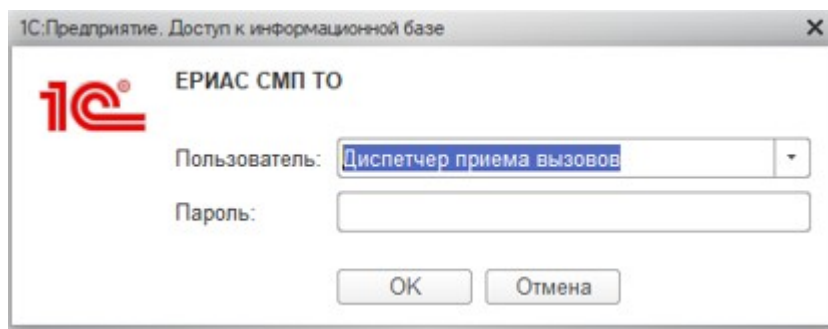 1С:Предприятие. Доступ к информационной базе
1С®
ЕРИАС СМП ТО
Пользователь: Диспетчер приема вызовов
Пароль:
OK Отмена